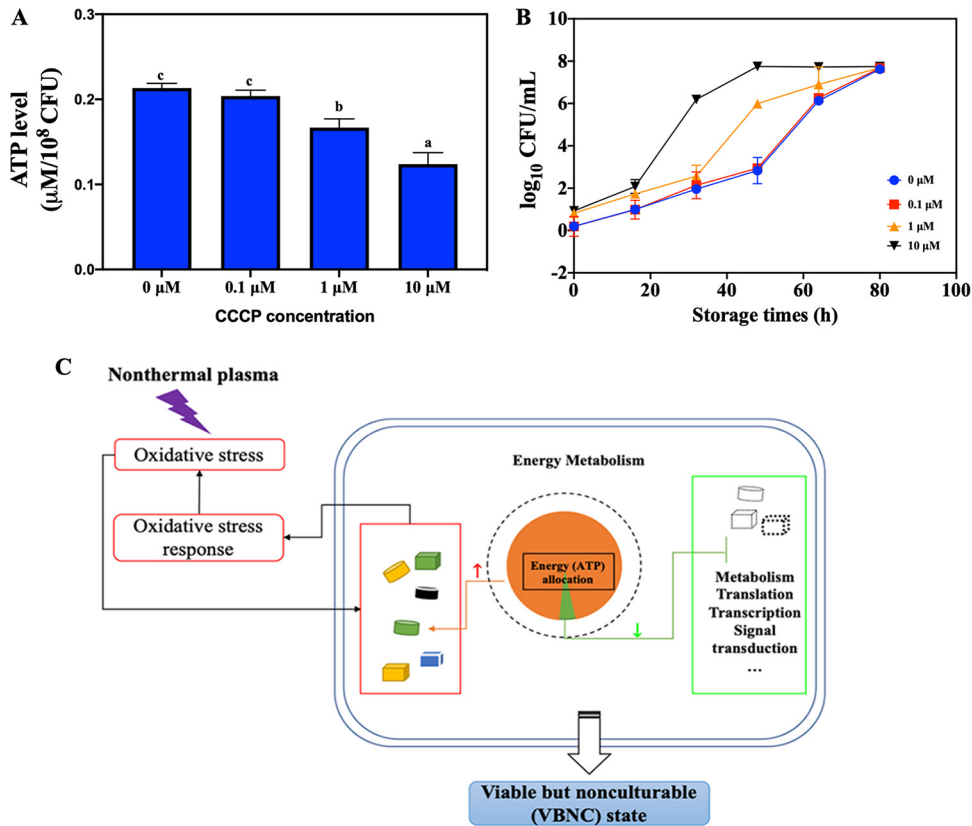 A
ATP level
(μM/10⁸ CFU)
0.3
0.2
0.1
0.0
c
c
b
a
0 μM
0.1 μM
1 μM
10 μM
CCCP concentration
B
log₁₀ CFU/mL
10
8
6
4
2
0
-2
0
20
40
60
80
100
Storage times (h)
0 μM
0.1 μM
1 μM
10 μM
C
Nonthermal plasma
Oxidative stress
Oxidative stress
response
Energy Metabolism
Energy (ATP)
allocation
Metabolism
Translation
Transcription
Signal
transduction
...
Viable but nonculturable
(VBNC) state